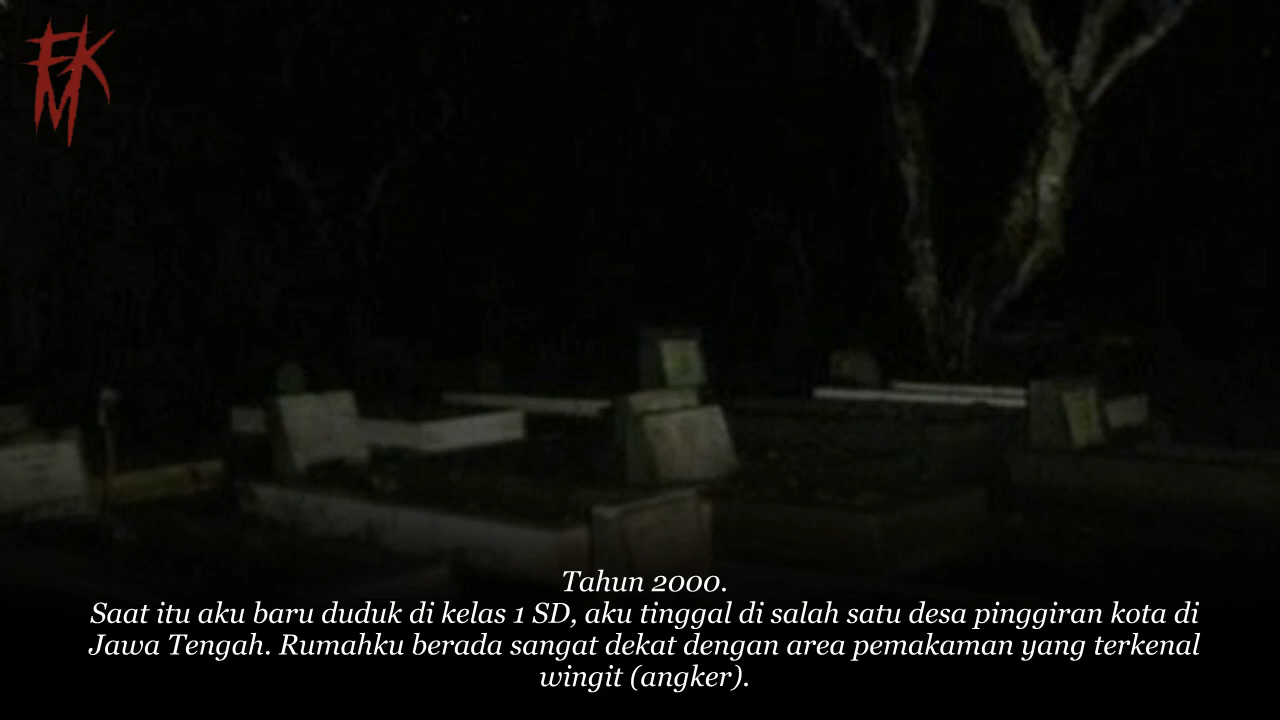 FKM
Tahun 2000.
Saat itu aku baru duduk di kelas 1 SD, aku tinggal di salah satu desa pinggiran kota di
Jawa Tengah. Rumahku berada sangat dekat dengan area pemakaman yang terkenal
wingit (angker).